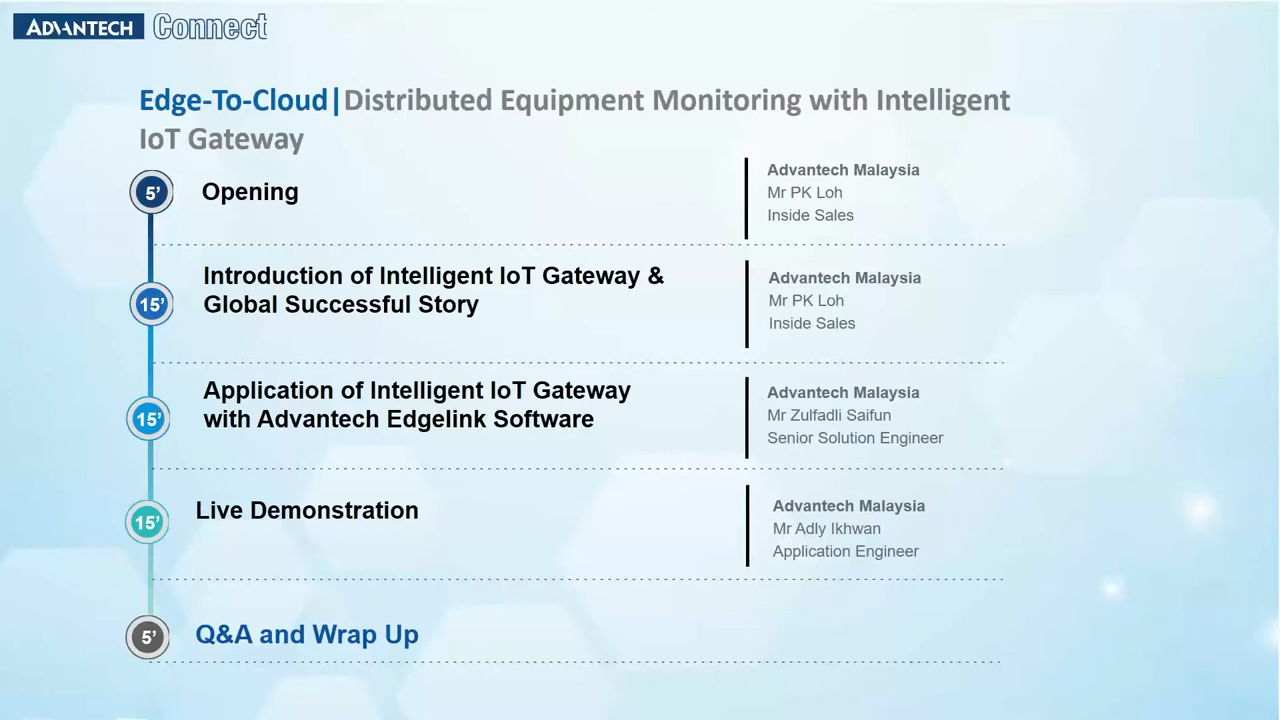 ADVANTECH Connect
Edge-To-Cloud|Distributed Equipment Monitoring with Intelligent
IoT Gateway
5’
Opening
Advantech Malaysia
Mr PK Loh
Inside Sales
15’
Introduction of Intelligent IoT Gateway &
Global Successful Story
Advantech Malaysia
Mr PK Loh
Inside Sales
15’
Application of Intelligent IoT Gateway
with Advantech Edgelink Software
Advantech Malaysia
Mr Zulfadli Saifun
Senior Solution Engineer
15’
Live Demonstration
Advantech Malaysia
Mr Adly Ikhwan
Application Engineer
5’
Q&A and Wrap Up